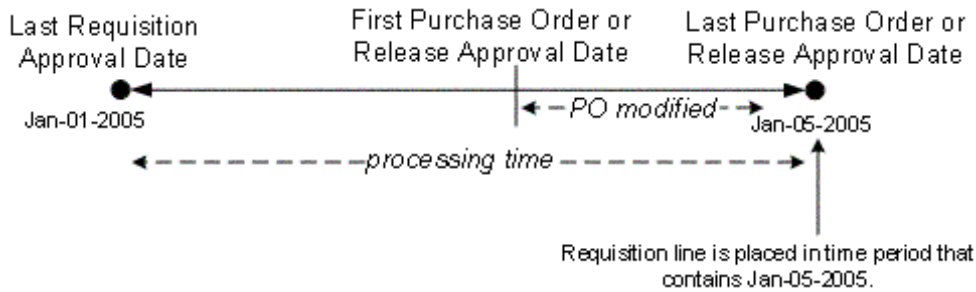 Last Requisition
Approval Date
First Purchase Order or
Release Approval Date
Last Purchase Order or
Release Approval Date
Jan-01-2005
PO modified
Jan-05-2005
processing time
Requisition line is placed in time period that
contains Jan-05-2005.